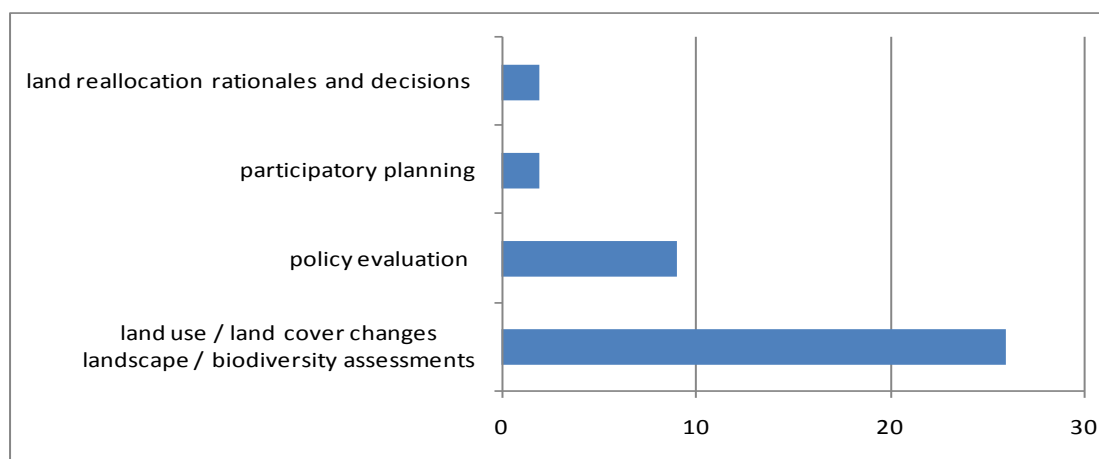 land reallocation rationales and decisions
participatory planning
policy evaluation
land use / land cover changes
landscape / biodiversity assessments
0 10 20 30